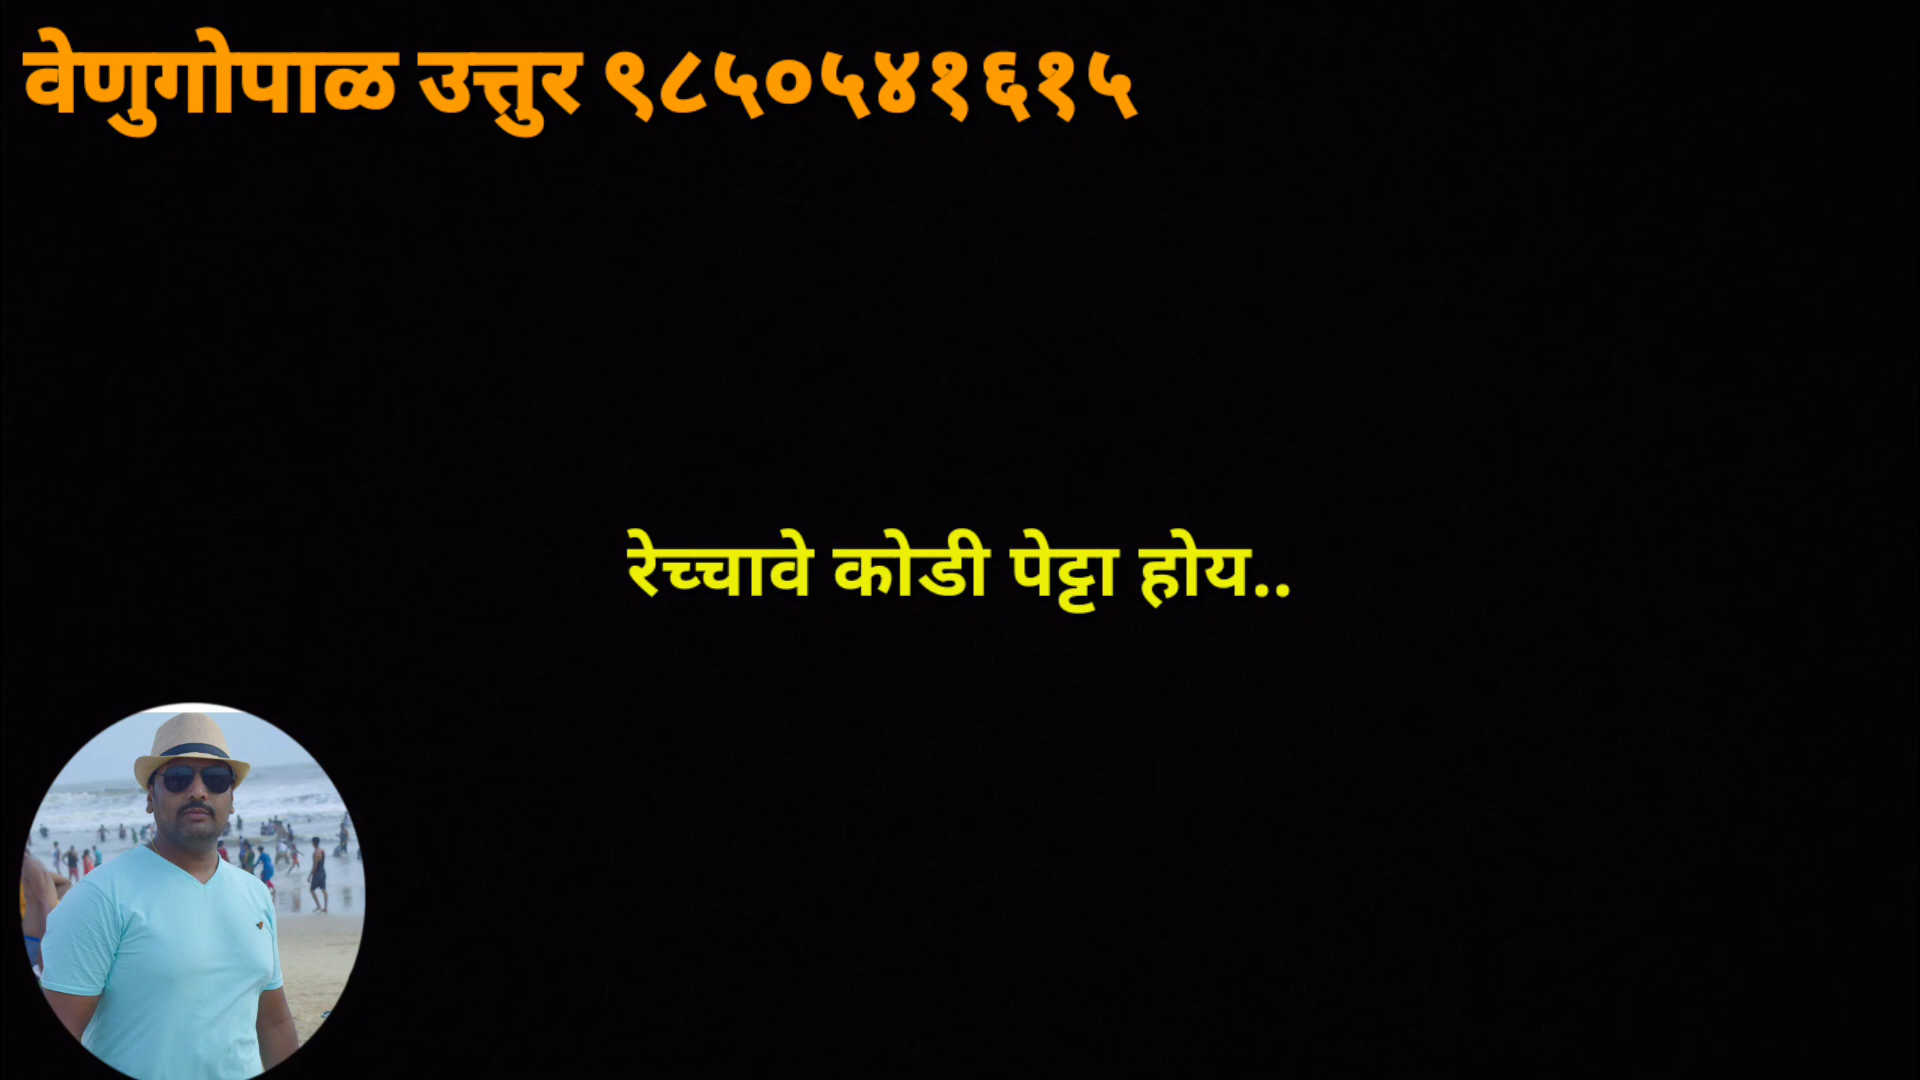 वेणुगोपाळ उत्तुर ९८५०५४१६१५
रेच्चावे कोडी पेट्टा होय..